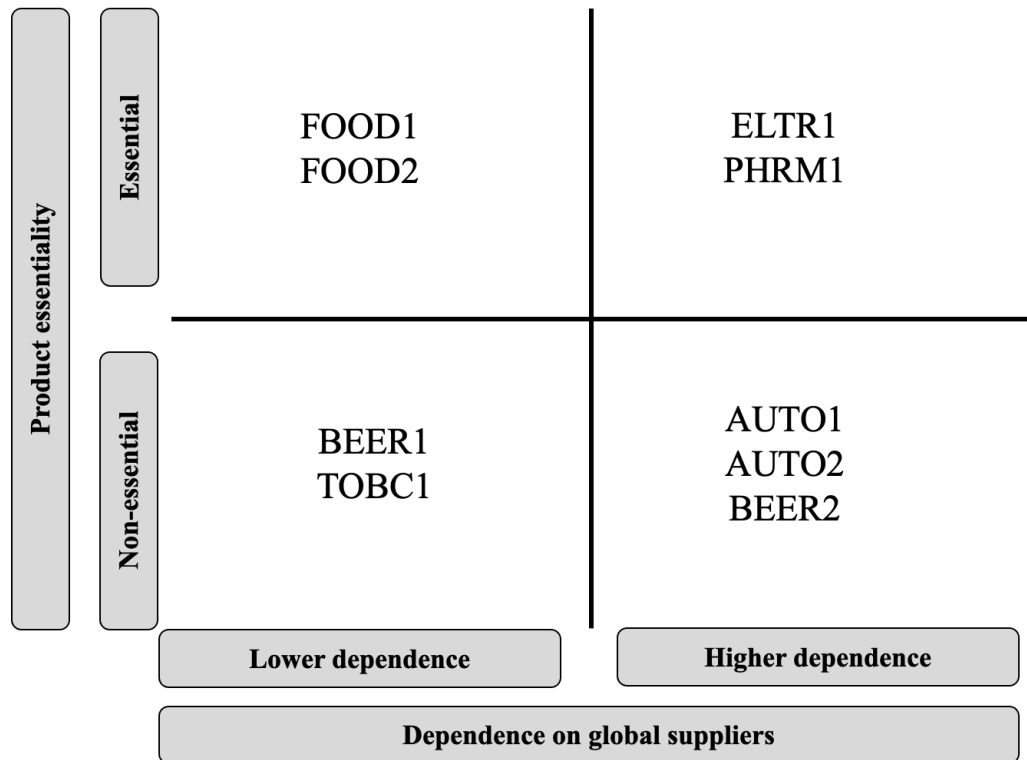 Product essentiality
Essential
FOOD1
FOOD2
ELTR1
PHRM1
Non-essential
BEER1
TOBC1
AUTO1
AUTO2
BEER2
Lower dependence
Higher dependence
Dependence on global suppliers